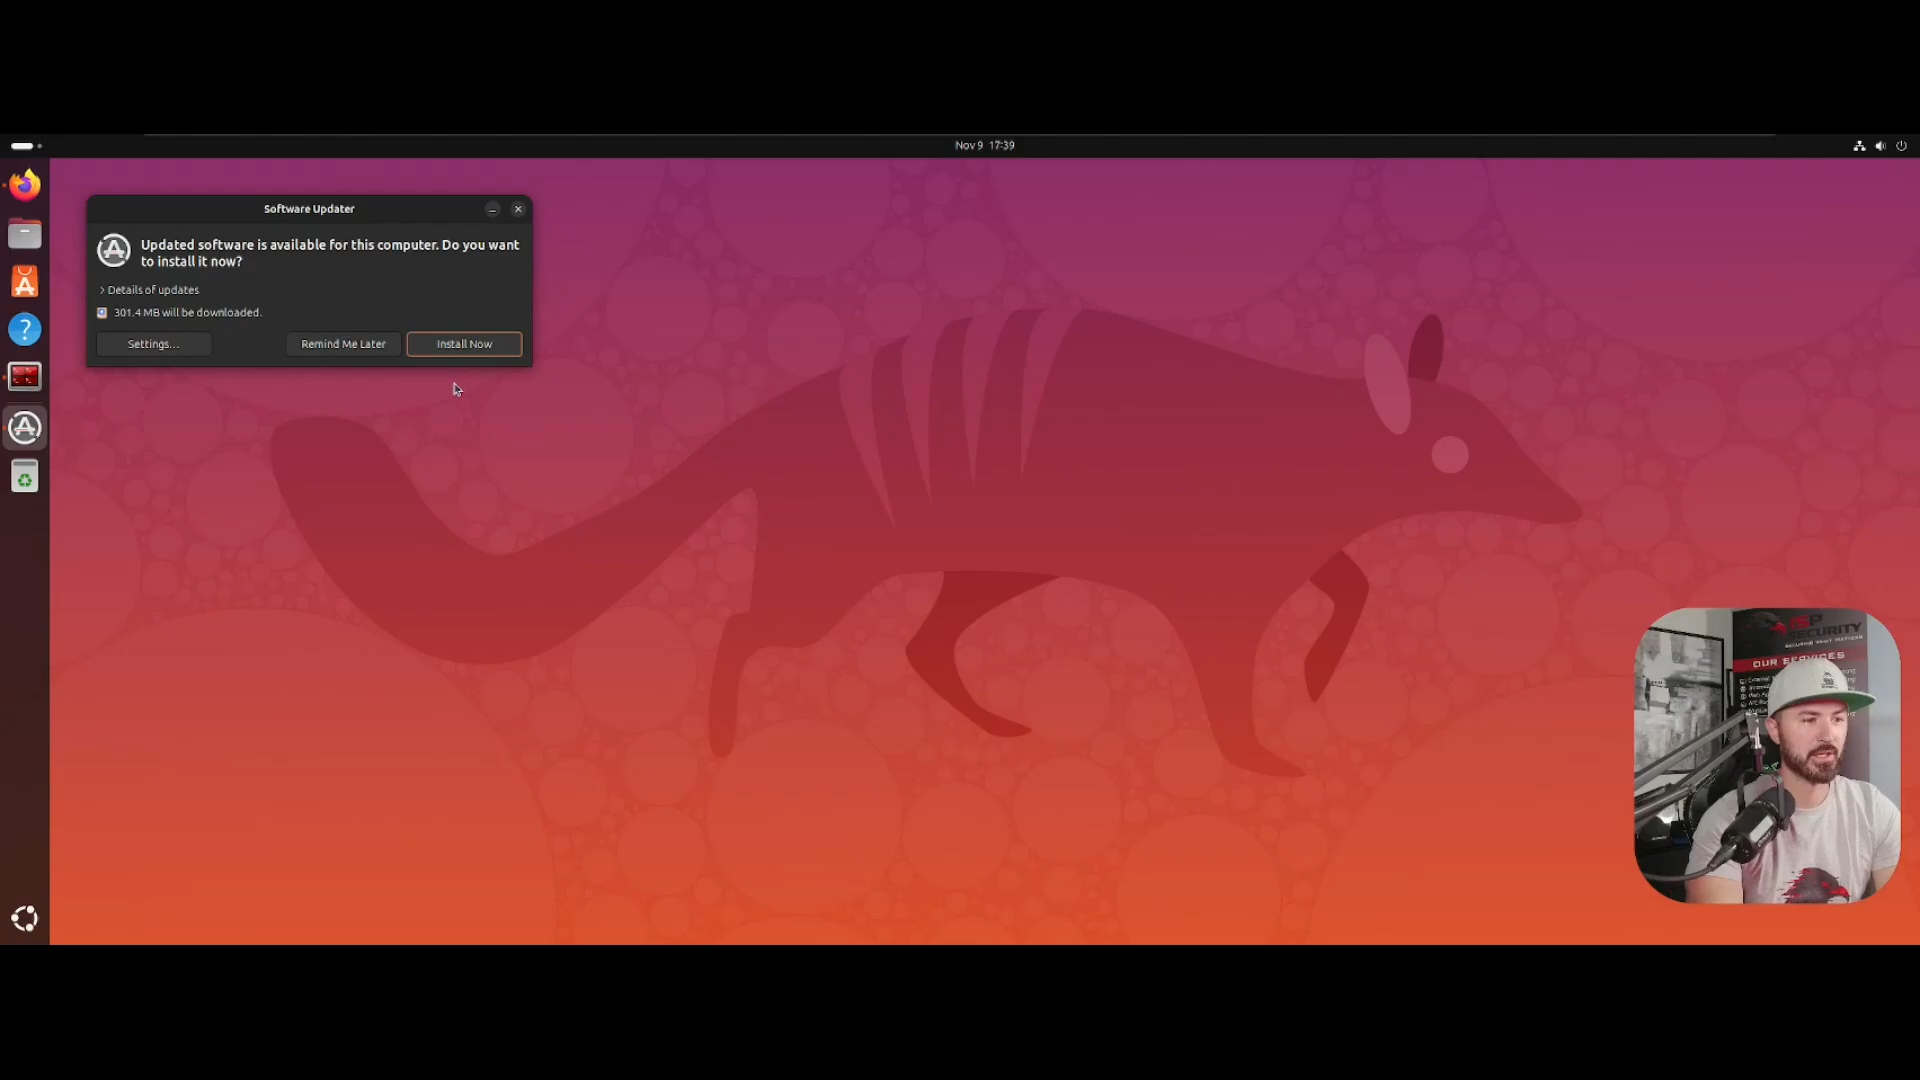 Nov 9 17:39
Software Updater
Updated software is available for this computer. Do you want
to install it now?
Details of updates
301.4 MB will be downloaded.
Settings...
Remind Me Later
Install Now
SECURITY
OUR SERVICES